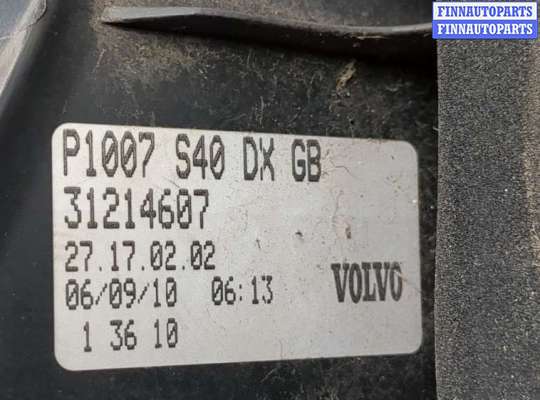 FINNAUTOPARTS
FINNAUTOPARTS
P1007 S40 DX GB
31214607
27.17.02.02
06/09/10 06:13 VOLVO
1 36 10